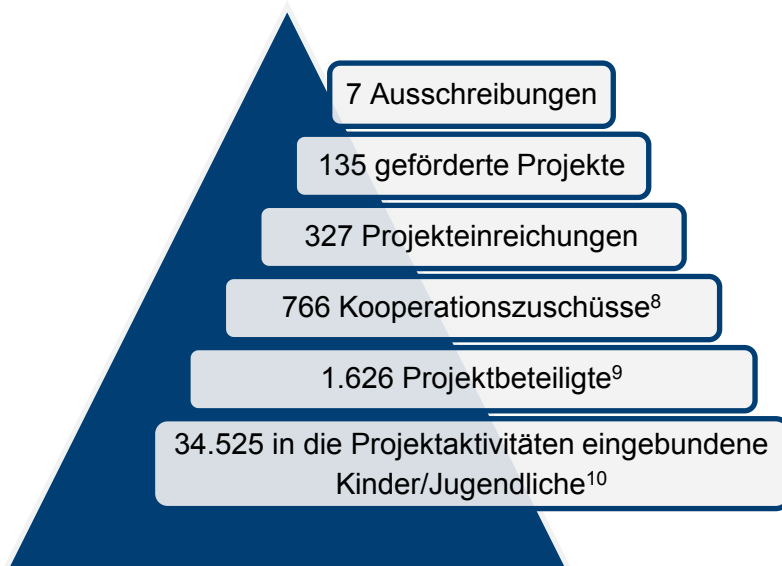 7 Ausschreibungen
135 geförderte Projekte
327 Projekteinreichungen
766 Kooperationszuschüsse⁸
1.626 Projektbeteiligte⁹
34.525 in die Projektaktivitäten eingebundene
Kinder/Jugendliche¹⁰